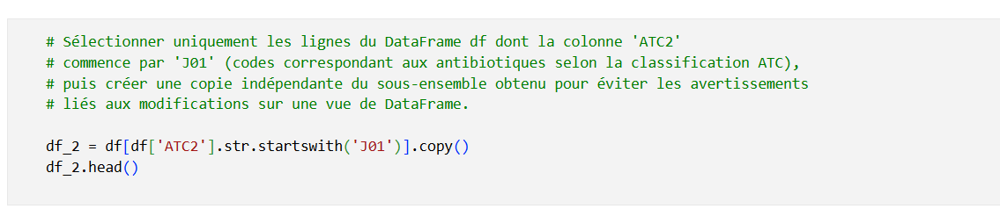 # Sélectionner uniquement les lignes du DataFrame df dont la colonne 'ATC2'
# commence par 'J01' (codes correspondant aux antibiotiques selon la classification ATC),
# puis créer une copie indépendante du sous-ensemble obtenu pour éviter les avertissements
# liés aux modifications sur une vue de DataFrame.
df_2 = df[df['ATC2'].str.startswith('J01')].copy()
df_2.head()